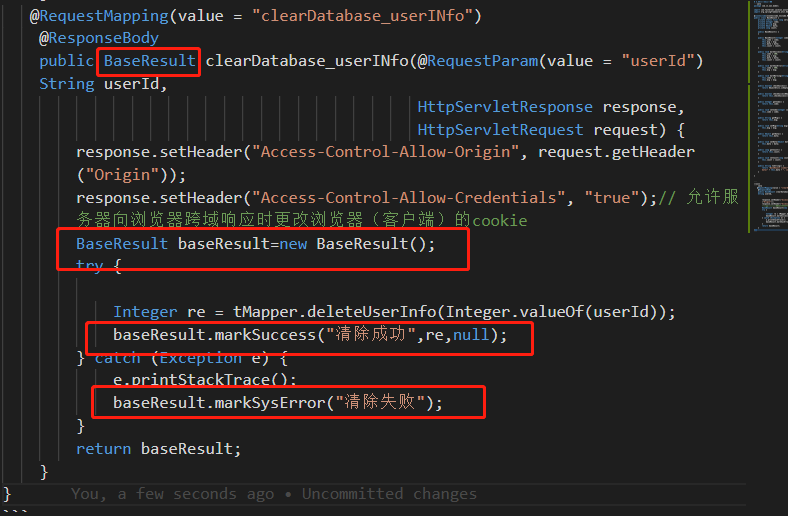 @RequestMapping(value = "clearDatabase_userINfo")
@ResponseBody
public BaseResult clearDatabase_userINfo(@RequestParam(value = "userId")
String userId,
HttpServletResponse response,
HttpServletRequest request) {
response.setHeader("Access-Control-Allow-Origin", request.getHeader
("Origin"));
response.setHeader("Access-Control-Allow-Credentials", "true");// 允许服
务器向浏览器跨域响应时更改浏览器（客户端）的cookie
BaseResult baseResult=new BaseResult();
try {
Integer re = tMapper.deleteUserInfo(Integer.valueOf(userId));
baseResult.markSuccess("清除成功",re,null);
} catch (Exception e) {
e.printStackTrace();
baseResult.markSysError("清除失败");
}
return baseResult;
}
} You, a few seconds ago • Uncommitted changes
```